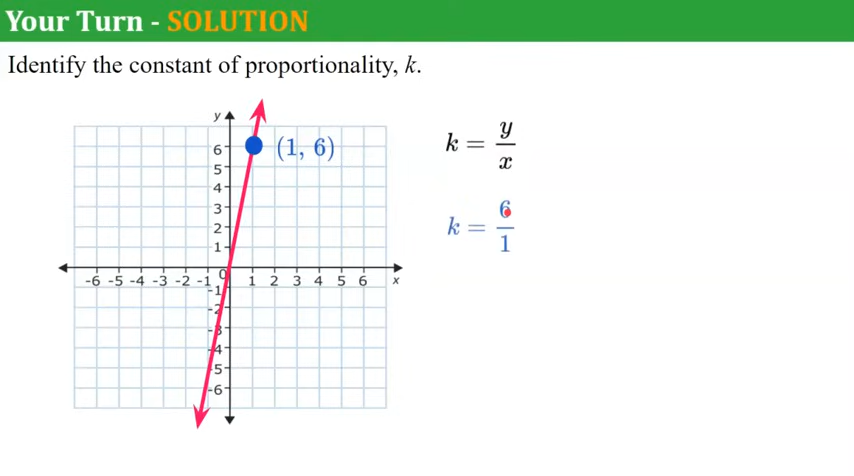 Your Turn - SOLUTION
Identify the constant of proportionality, k.
y
(1, 6)
6
5
4
3
2
1
0
-6 -5 -4 -3 -2 -1 1 2 3 4 5 6 x
-1
-2
-3
-4
-5
-6
k = y/x
k = 6/1